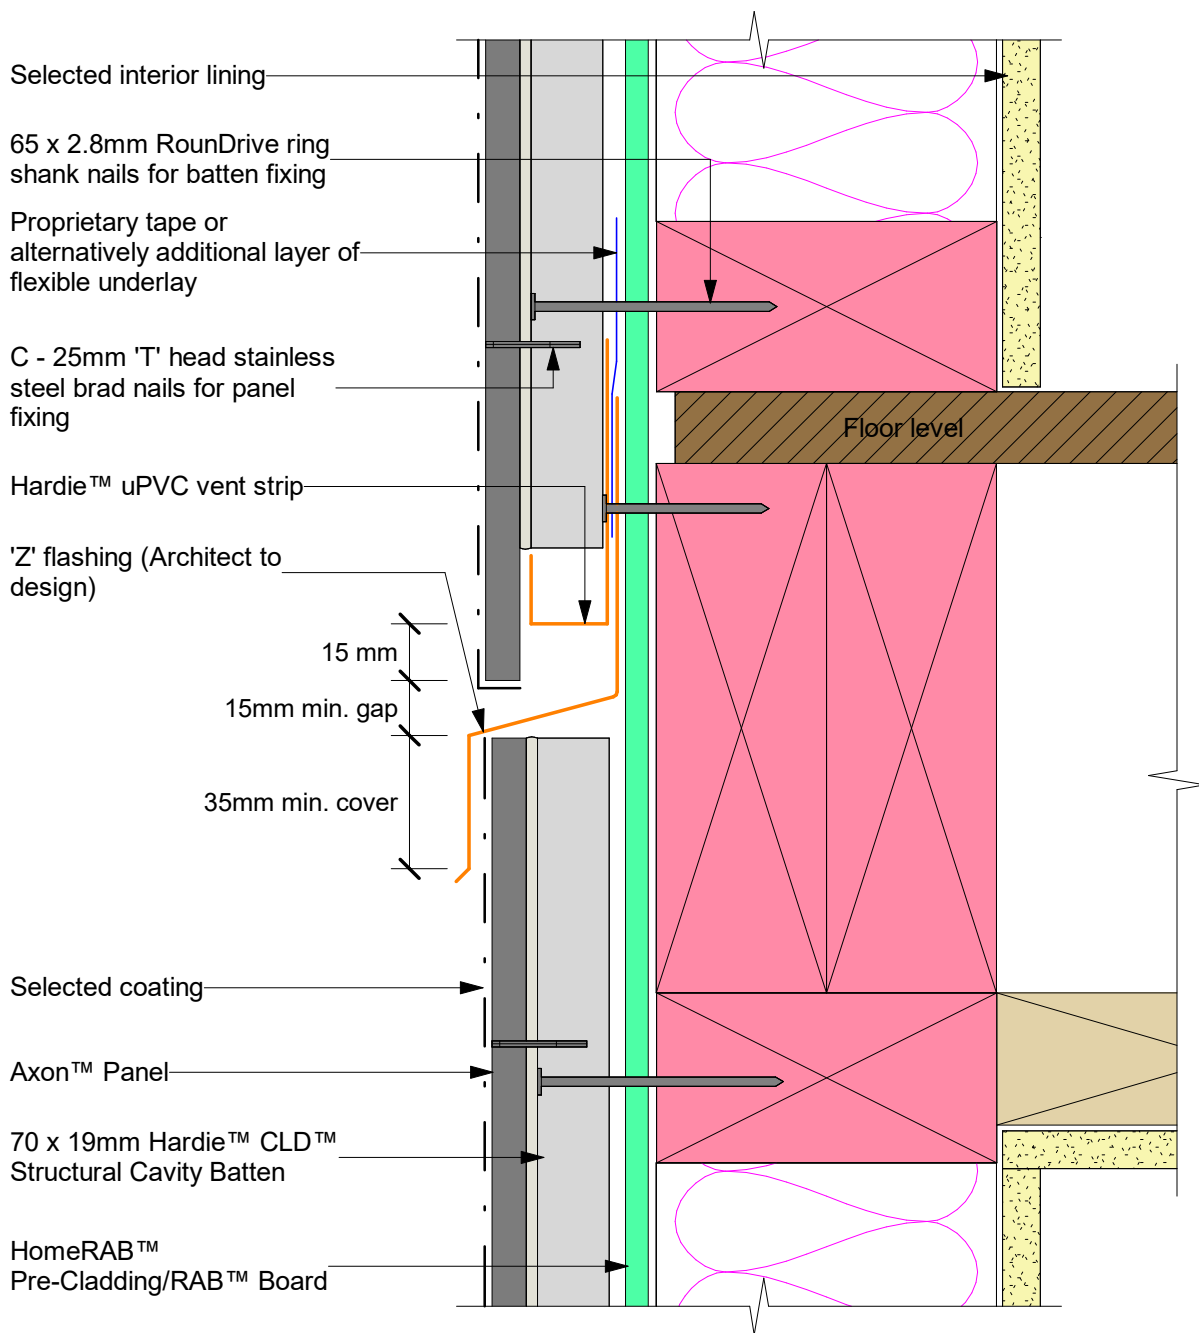 Selected interior lining
65 x 2.8mm RounDrive ring
shank nails for batten fixing
Proprietary tape or
alternatively additional layer of
flexible underlay
C - 25mm 'T' head stainless
steel brad nails for panel
fixing
Floor level
Hardie™ uPVC vent strip
'Z' flashing (Architect to
design)
15 mm
15mm min. gap
35mm min. cover
Selected coating
Axon™ Panel
70 x 19mm Hardie™ CLD™
Structural Cavity Batten
HomeRAB™
Pre-Cladding/RAB™ Board